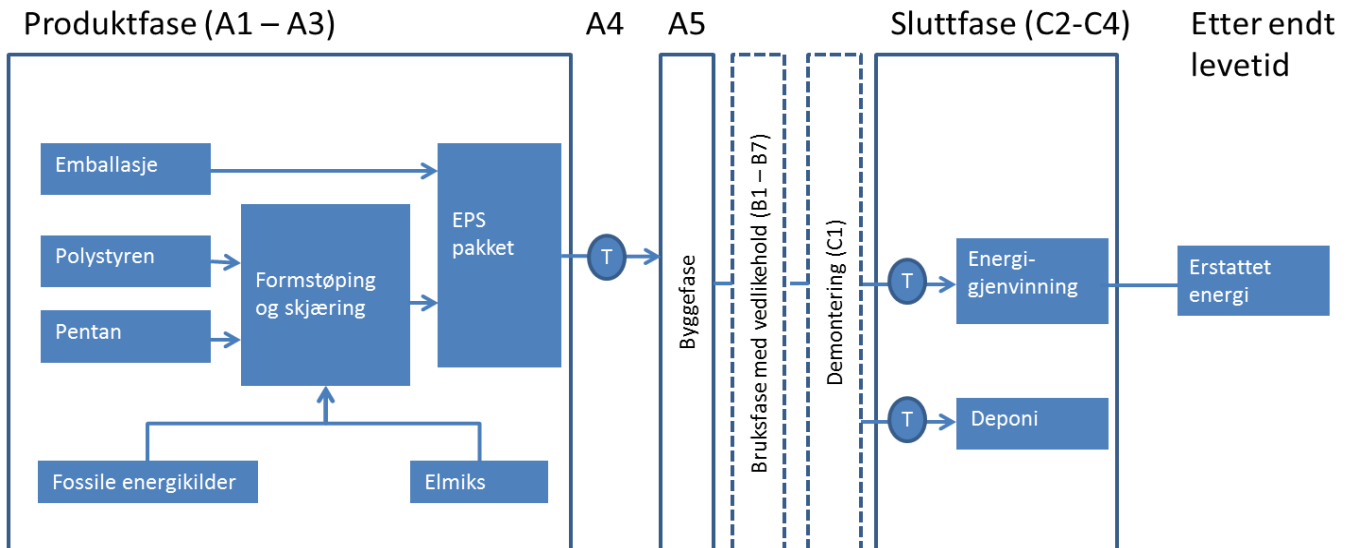 Produktfase (A1 – A3)
A4
A5
Sluttfase (C2-C4)
Etter endt
levetid
Emballasje
Polystyren
Pentan
Formstøping
og skjæring
EPS
pakket
Fossile energikilder
Elmiks
T
Byggefase
Bruksfase med vedlikehold (B1 – B7)
Demontering (C1)
T
Energi-
gjenvinning
T
Deponi
Erstattet
energi